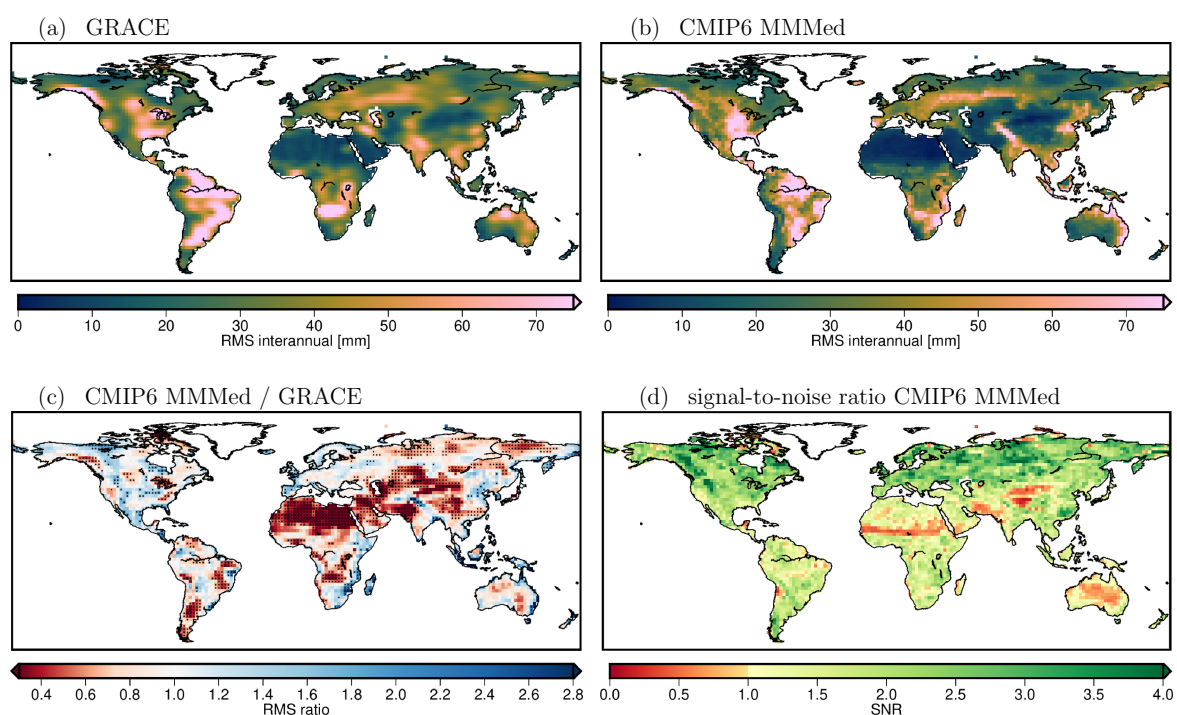 (a) GRACE
(b) CMIP6 MMMed
0 10 20 30 40 50 60 70
RMS interannual [mm]
0 10 20 30 40 50 60 70
RMS interannual [mm]
(c) CMIP6 MMMed / GRACE
(d) signal-to-noise ratio CMIP6 MMMed
0.4 0.6 0.8 1.0 1.2 1.4 1.6 1.8 2.0 2.2 2.4 2.6 2.8
RMS ratio
0.0 0.5 1.0 1.5 2.0 2.5 3.0 3.5 4.0
SNR